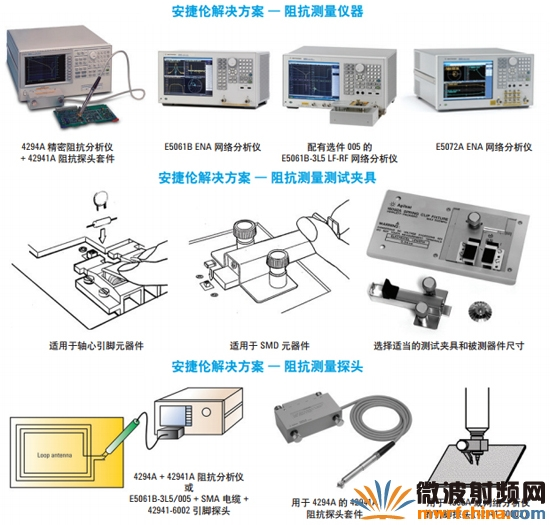 安捷伦解决方案 — 阻抗测量仪器
4294A 精密阻抗分析仪
+ 42941A 阻抗探头套件
E5061B ENA 网络分析仪
配有选件 005 的
E5061B-3L5 LF-RF 网络分析仪
E5072A ENA 网络分析仪
安捷伦解决方案 — 阻抗测量测试夹具
Agilent
适用于轴心引脚元器件
适用于 SMD 元器件
选择适当的测试夹具和被测器件尺寸
安捷伦解决方案 — 阻抗测量探头
Loop antenna
4294A + 42941A 阻抗分析仪
或
E5061B-3L5/005 + SMA 电缆 +
42941-6002 引脚探头
用于 4294A 的 42941A
阻抗探头套件
微波射频网
www.mwrfchina.com